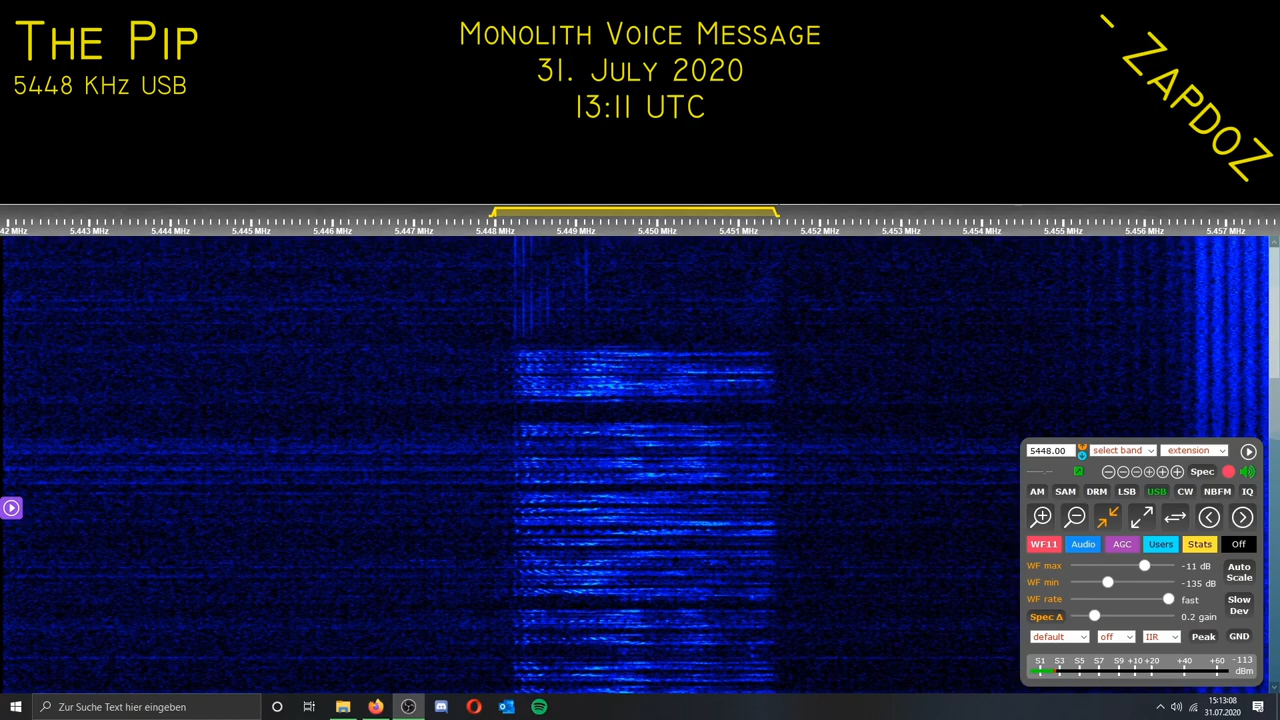 The Pip
5448 KHz USB
Monolith Voice Message
31. July 2020
13:11 UTC
- ZAPDOZ
42 MHz 5.443 MHz 5.444 MHz 5.445 MHz 5.446 MHz 5.447 MHz 5.448 MHz 5.449 MHz 5.450 MHz 5.451 MHz 5.452 MHz 5.453 MHz 5.454 MHz 5.455 MHz 5.456 MHz 5.457 MHz
5448.00 select band extension
Spec
AM SAM DRM LSB USB CW NBFM IQ
WF11 Audio AGC Users Stats Off
WF max -11 dB Auto Scale
WF min -135 dB
WF rate fast Slow Dev
Spec Δ 0.2 gain
default off IIR Peak GND
S1 S3 S5 S7 S9 +10 +20 +40 +60 -113 dBm
Zur Suche Text hier eingeben
15:13:08
31.07.2020